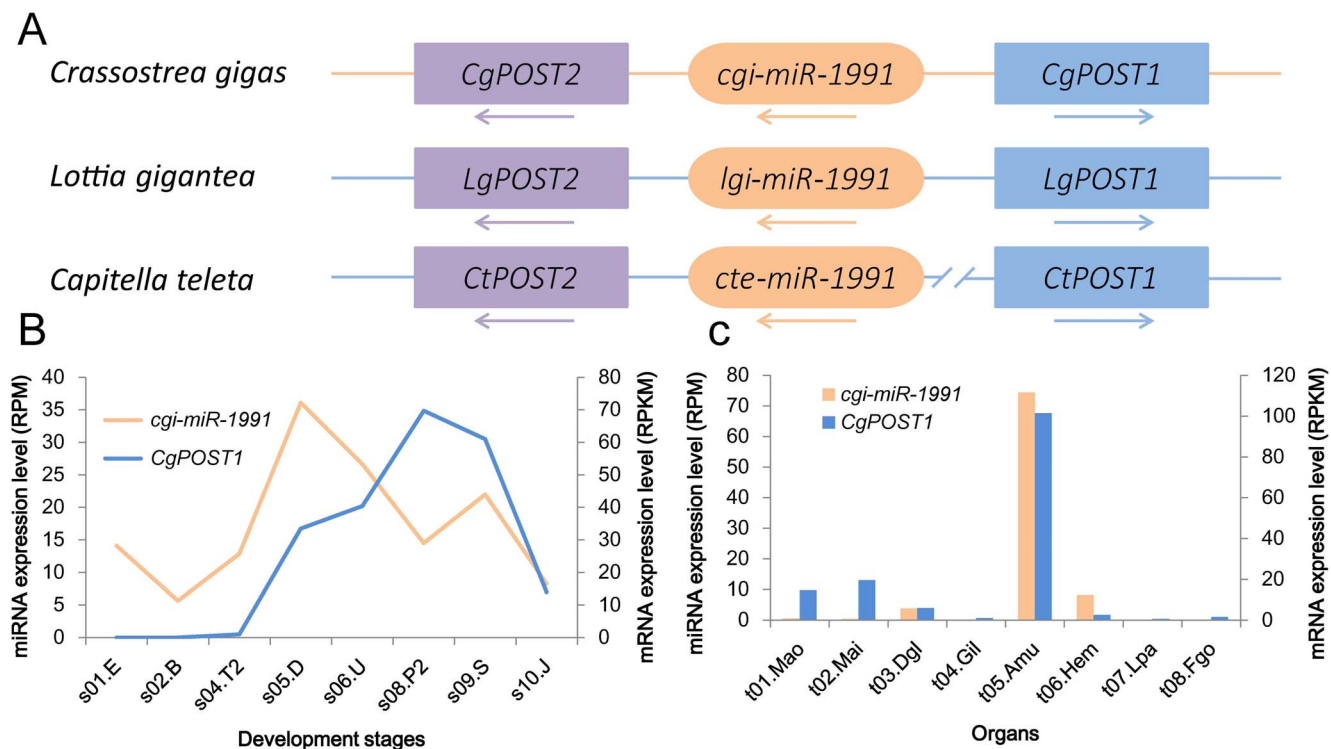 A
Crassostrea gigas
CgPOST2
cgi-miR-1991
CgPOST1
Lottia gigantea
LgPOST2
lgi-miR-1991
LgPOST1
Capitella teleta
CtPOST2
cte-miR-1991
CtPOST1
B
miRNA expression level (RPM)
40
35
30
25
20
15
10
5
0
cgi-miR-1991
CgPOST1
80
70
60
50
40
30
20
10
0
mRNA expression level (RPKM)
s01.E
s02.B
s04.T2
s05.D
s06.U
s08.P2
s09.S
s10.J
Development stages
c
miRNA expression level (RPM)
80
70
60
50
40
30
20
10
0
cgi-miR-1991
CgPOST1
120
100
80
60
40
20
0
mRNA expression level (RPKM)
t01.Mao
t02.Mai
t03.Dgl
t04.Gil
t05.Amu
t06.Hem
t07.Lpa
t08.Fgo
Organs